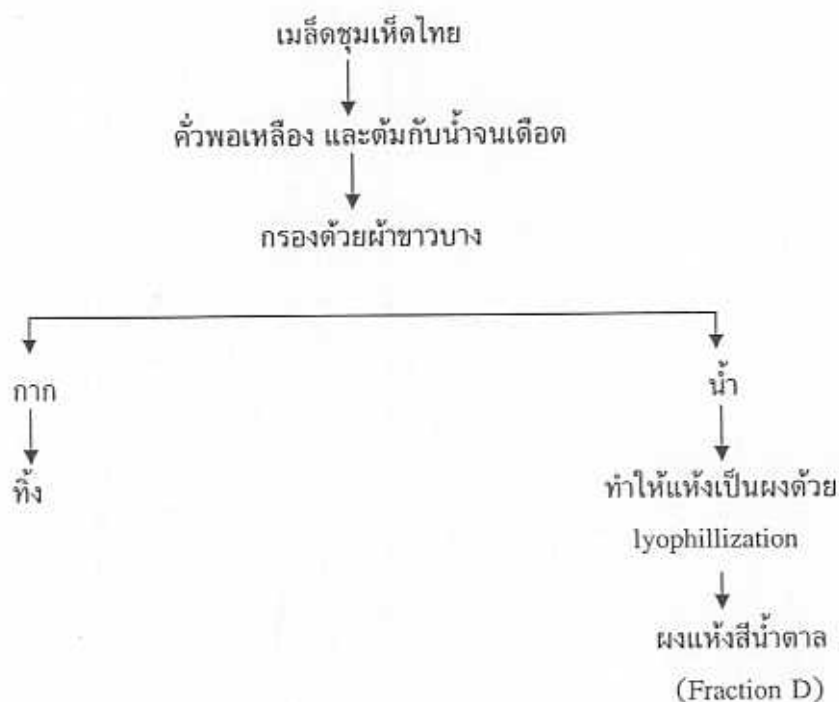 เมล็ดชุมเห็ดไทย
คั่วพอเหลือง และต้มกับน้ำจนเดือด
กรองด้วยผ้าขาวบาง
กาก
น้ำ
ทิ้ง
ทำให้แห้งเป็นผงด้วย
lyophillization
ผงแห้งสีน้ำตาล
(Fraction D)